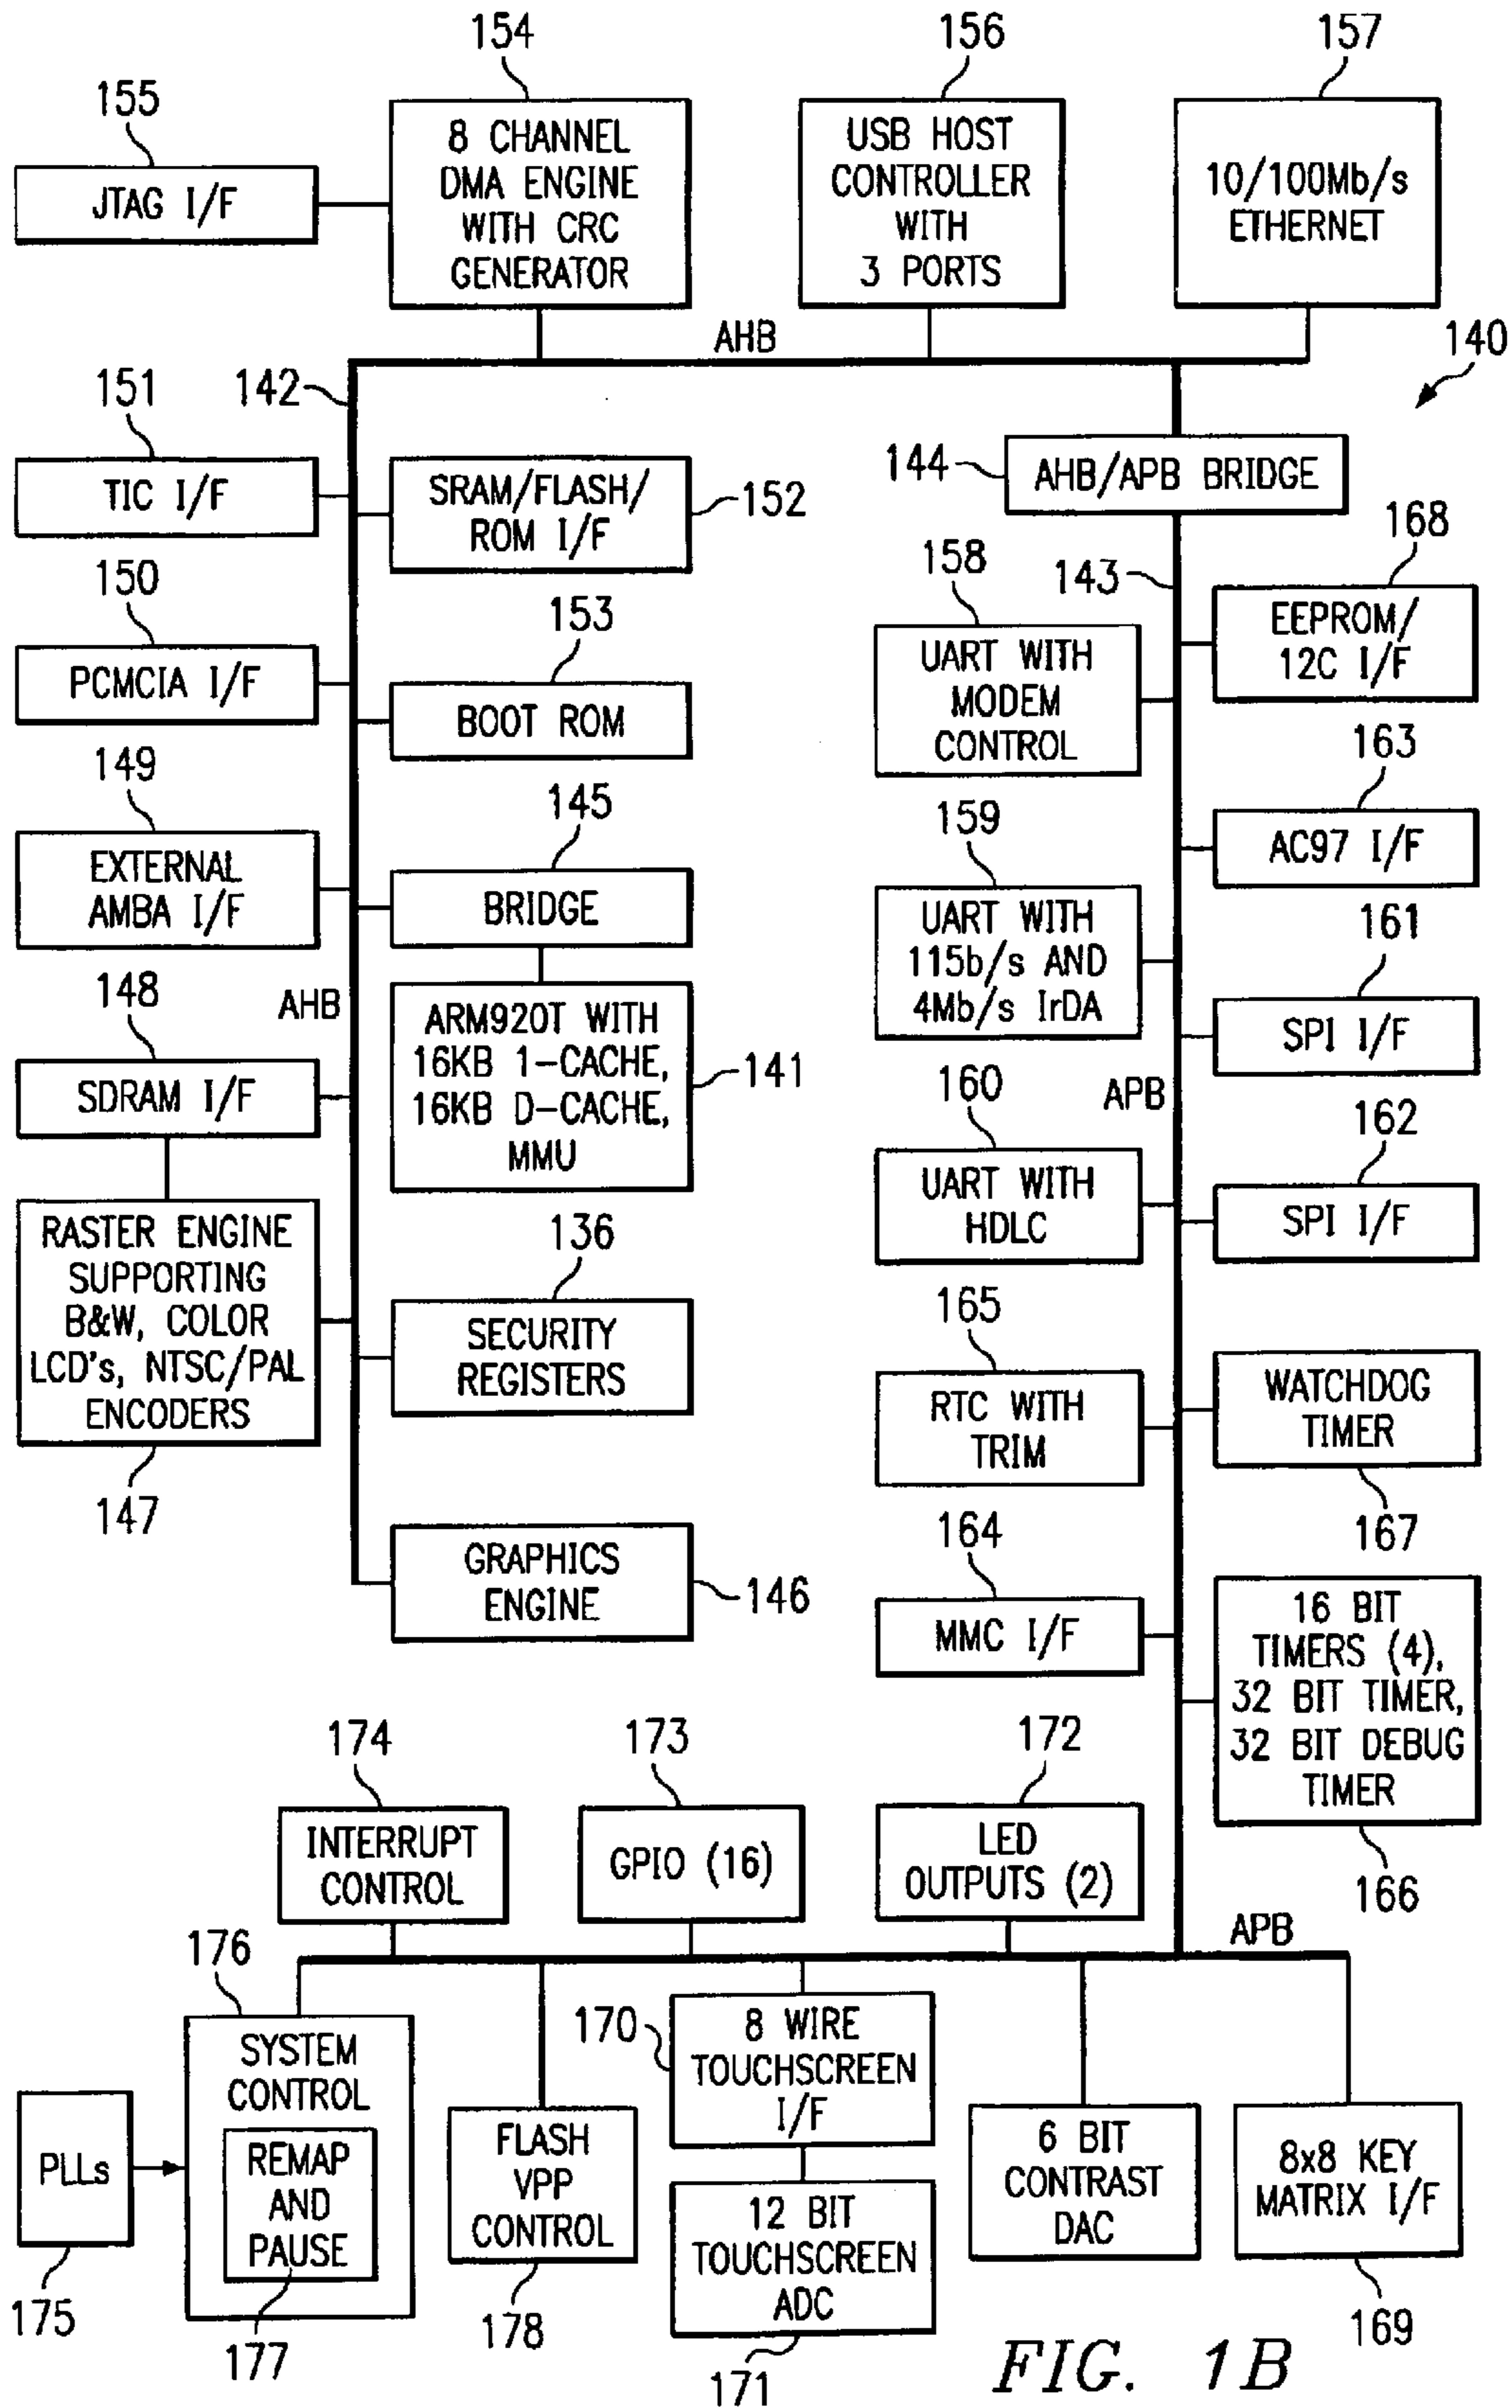 154
156
157
155
8 CHANNEL
DMA ENGINE
WITH CRC
GENERATOR
USB HOST
CONTROLLER
WITH
3 PORTS
10/100Mb/s
ETHERNET
JTAG I/F
AHB
140
142
151
144
AHB/APB BRIDGE
TIC I/F
SRAM/FLASH/
ROM I/F
152
168
150
158
143
EEPROM/
12C I/F
153
PCMCIA I/F
UART WITH
MODEM
CONTROL
BOOT ROM
163
149
145
159
AC97 I/F
EXTERNAL
AMBA I/F
BRIDGE
UART WITH
115b/s AND
4Mb/s IrDA
161
148
AHB
ARM920T WITH
16KB 1-CACHE,
16KB D-CACHE,
MMU
141
SPI I/F
SDRAM I/F
160
APB
162
RASTER ENGINE
SUPPORTING
B&W, COLOR
LCD's, NTSC/PAL
ENCODERS
136
UART WITH
HDLC
SPI I/F
165
SECURITY
REGISTERS
RTC WITH
TRIM
WATCHDOG
TIMER
147
164
167
GRAPHICS
ENGINE
146
MMC I/F
16 BIT
TIMERS (4),
32 BIT TIMER,
32 BIT DEBUG
TIMER
174
173
172
INTERRUPT
CONTROL
GPIO (16)
LED
OUTPUTS (2)
166
APB
176
170
8 WIRE
TOUCHSCREEN
I/F
SYSTEM
CONTROL
PLLs
REMAP
AND
PAUSE
FLASH
VPP
CONTROL
6 BIT
CONTRAST
DAC
8x8 KEY
MATRIX I/F
12 BIT
TOUCHSCREEN
ADC
175
177
178
171
169
FIG. 1B